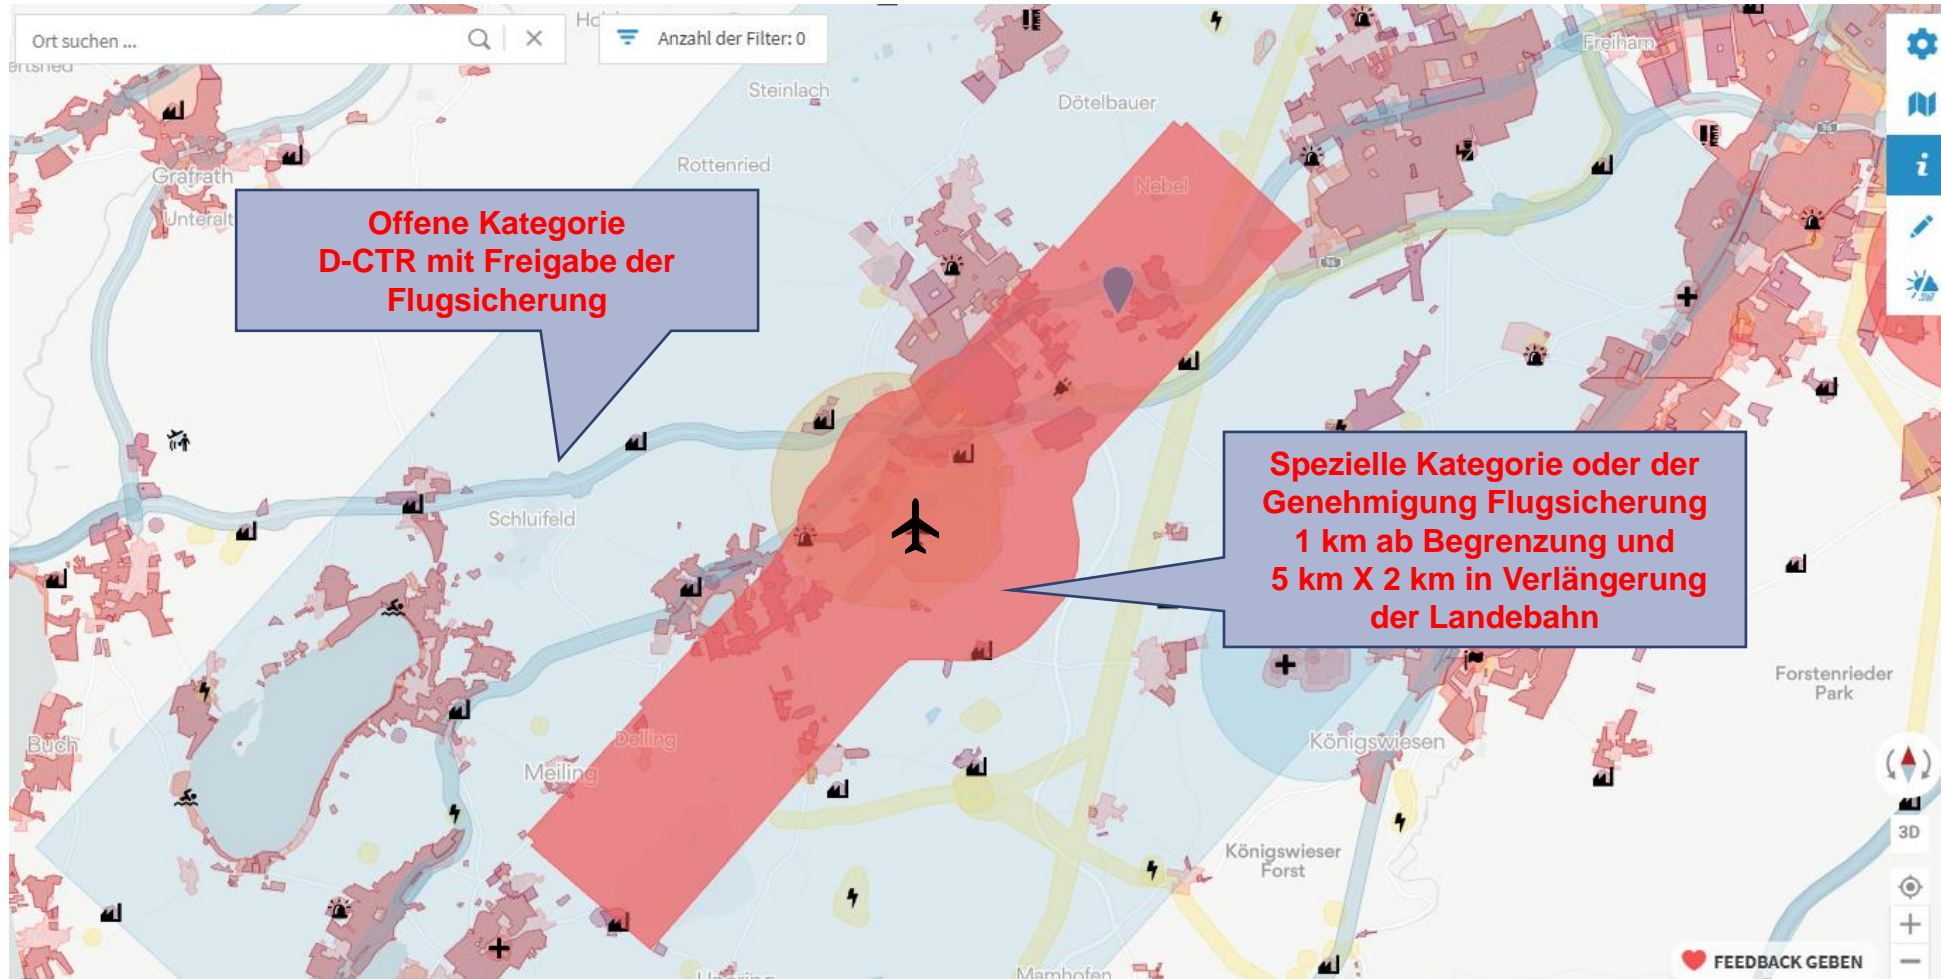 Ort suchen ...
Anzahl der Filter: 0
Freiham
Steinlach
Dötelbauer
96
Rottenried
Grafrath
Nebel
Unteralt
Offene Kategorie
D-CTR mit Freigabe der
Flugsicherung
96
Spezielle Kategorie oder der
Genehmigung Flugsicherung
1 km ab Begrenzung und
5 km X 2 km in Verlängerung
der Landebahn
Schluifeld
Forstenrieder
Park
Buch
Delling
Königswiesen
Meiling
3D
Königswieser
Forst
FEEDBACK GEBEN
Mamhofen